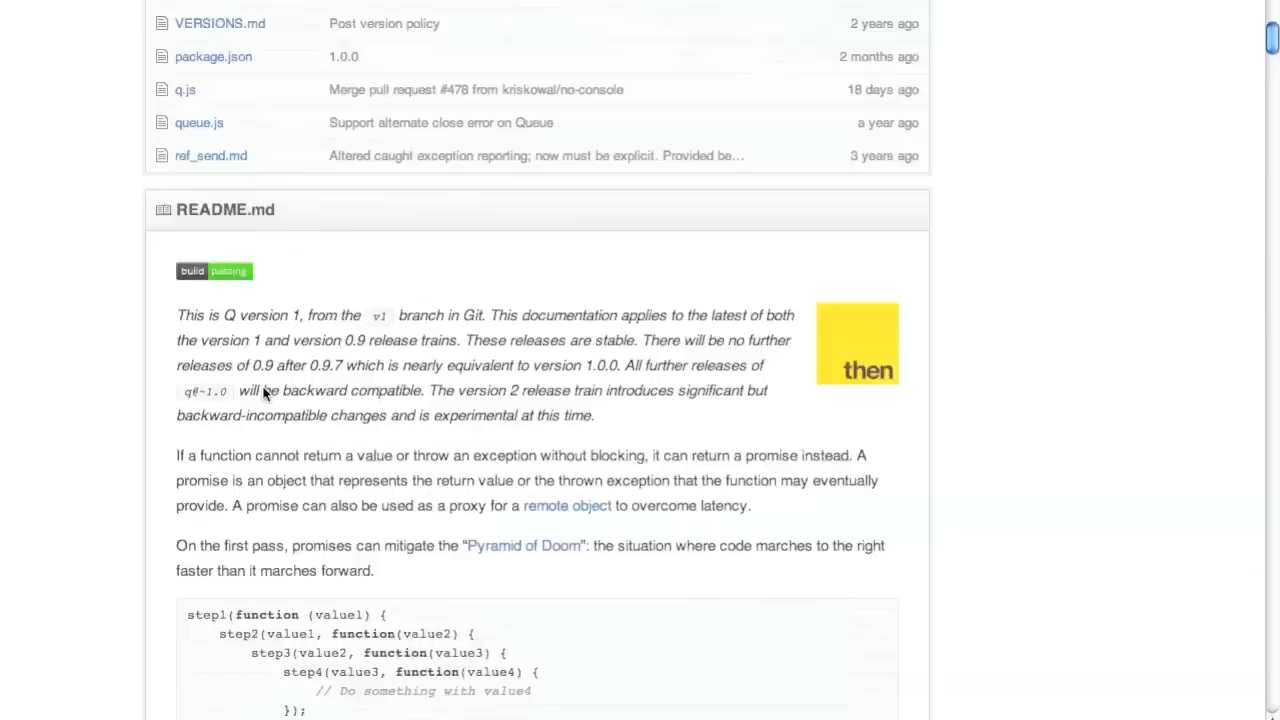 VERSIONS.md Post version policy 2 years ago
package.json 1.0.0 2 months ago
q.js Merge pull request #478 from kriskowal/no-console 18 days ago
queue.js Support alternate close error on Queue a year ago
ref_send.md Altered caught exception reporting; now must be explicit. Provided be… 3 years ago
README.md
build passing
This is Q version 1, from the v1 branch in Git. This documentation applies to the latest of both
the version 1 and version 0.9 release trains. These releases are stable. There will be no further
releases of 0.9 after 0.9.7 which is nearly equivalent to version 1.0.0. All further releases of
q@~1.0 will be backward compatible. The version 2 release train introduces significant but
backward-incompatible changes and is experimental at this time.
then
If a function cannot return a value or throw an exception without blocking, it can return a promise instead. A
promise is an object that represents the return value or the thrown exception that the function may eventually
provide. A promise can also be used as a proxy for a remote object to overcome latency.
On the first pass, promises can mitigate the “Pyramid of Doom”: the situation where code marches to the right
faster than it marches forward.
step1(function (value1) {
step2(value1, function(value2) {
step3(value2, function(value3) {
step4(value3, function(value4) {
// Do something with value4
});